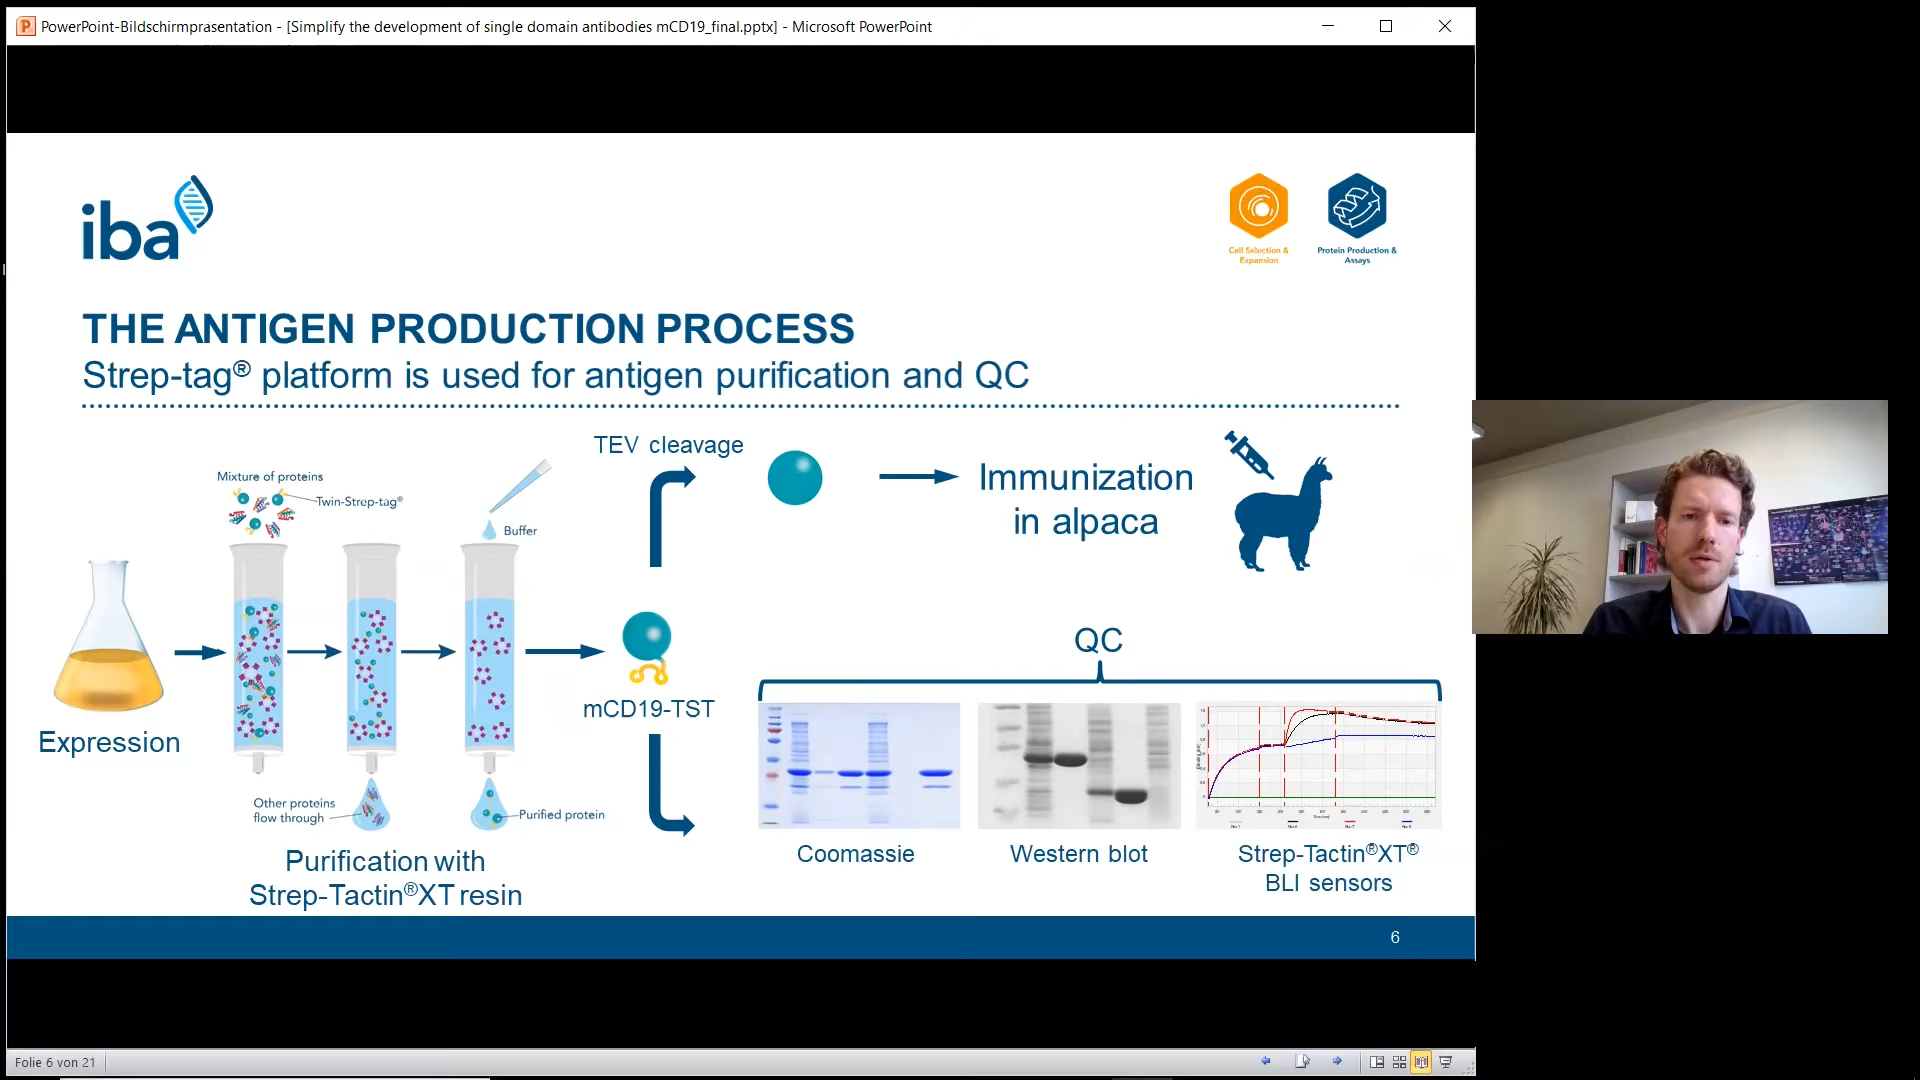 PowerPoint-Bildschirmpräsentation - [Simplify the development of single domain antibodies mCD19_final.pptx] - Microsoft PowerPoint
iba
Cell Selection &
Expansion
Protein Production &
Assays
THE ANTIGEN PRODUCTION PROCESS
Strep-tag® platform is used for antigen purification and QC
TEV cleavage
Mixture of proteins
Twin-Strep-tag®
Buffer
Immunization
in alpaca
Expression
mCD19-TST
QC
Other proteins
flow through
Purified protein
Purification with
Strep-Tactin®XT resin
Coomassie
Western blot
Strep-Tactin®XT®
BLI sensors
6
Folie 6 von 21